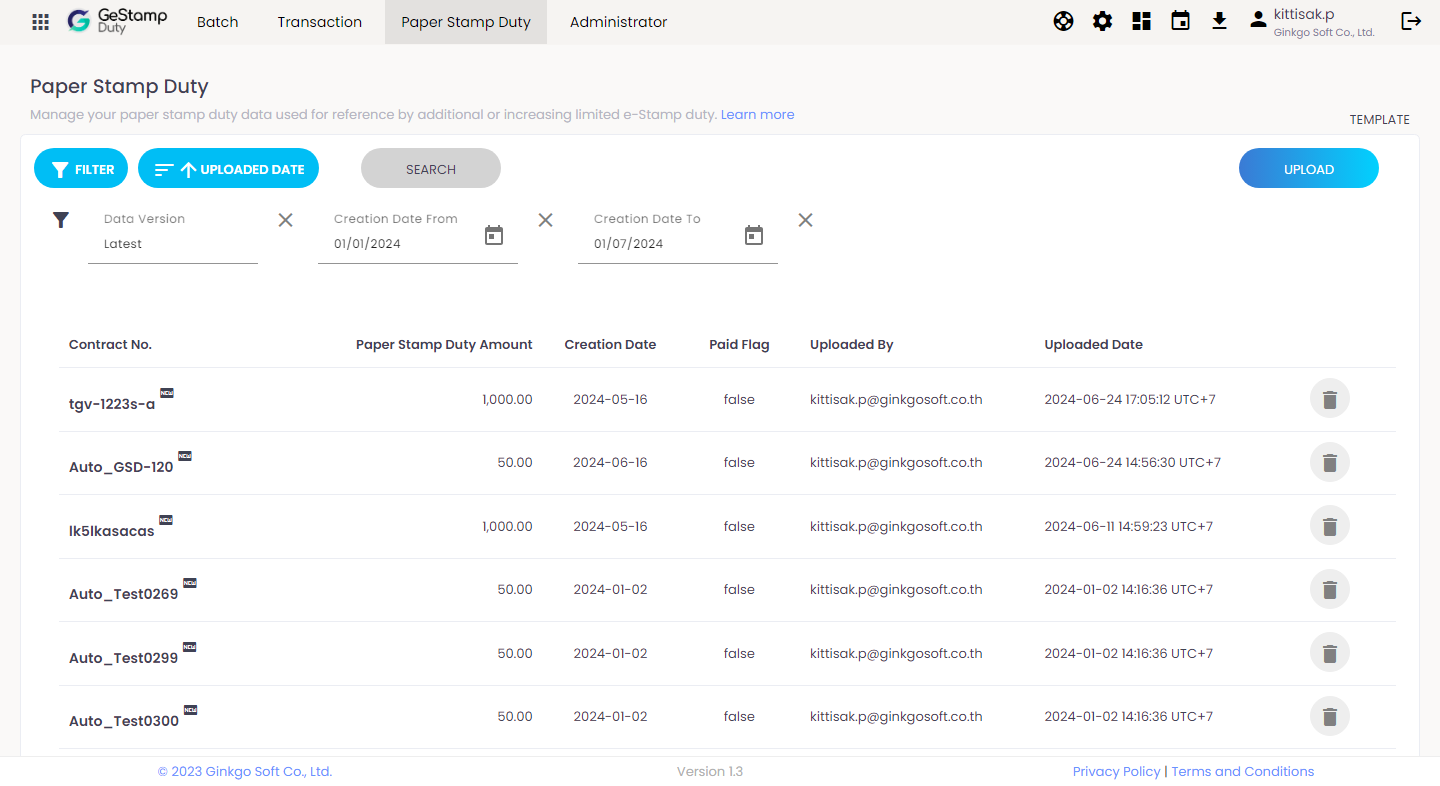 GeStamp
Duty
Batch
Transaction
Paper Stamp Duty
Administrator
kittisak.p
Ginkgo Soft Co., Ltd.
Paper Stamp Duty
Manage your paper stamp duty data used for reference by additional or increasing limited e-Stamp duty. Learn more
TEMPLATE
FILTER
UPLOADED DATE
SEARCH
UPLOAD
Data Version
Latest
Creation Date From
01/01/2024
Creation Date To
01/07/2024
Contract No. Paper Stamp Duty Amount Creation Date Paid Flag Uploaded By Uploaded Date
tgv-1223s-a NEW 1,000.00 2024-05-16 false kittisak.p@ginkgosoft.co.th 2024-06-24 17:05:12 UTC+7
Auto_GSD-120 NEW 50.00 2024-06-16 false kittisak.p@ginkgosoft.co.th 2024-06-24 14:56:30 UTC+7
lk5lkasacas NEW 1,000.00 2024-05-16 false kittisak.p@ginkgosoft.co.th 2024-06-11 14:59:23 UTC+7
Auto_Test0269 NEW 50.00 2024-01-02 false kittisak.p@ginkgosoft.co.th 2024-01-02 14:16:36 UTC+7
Auto_Test0299 NEW 50.00 2024-01-02 false kittisak.p@ginkgosoft.co.th 2024-01-02 14:16:36 UTC+7
Auto_Test0300 NEW 50.00 2024-01-02 false kittisak.p@ginkgosoft.co.th 2024-01-02 14:16:36 UTC+7
© 2023 Ginkgo Soft Co., Ltd.
Version 1.3
Privacy Policy | Terms and Conditions